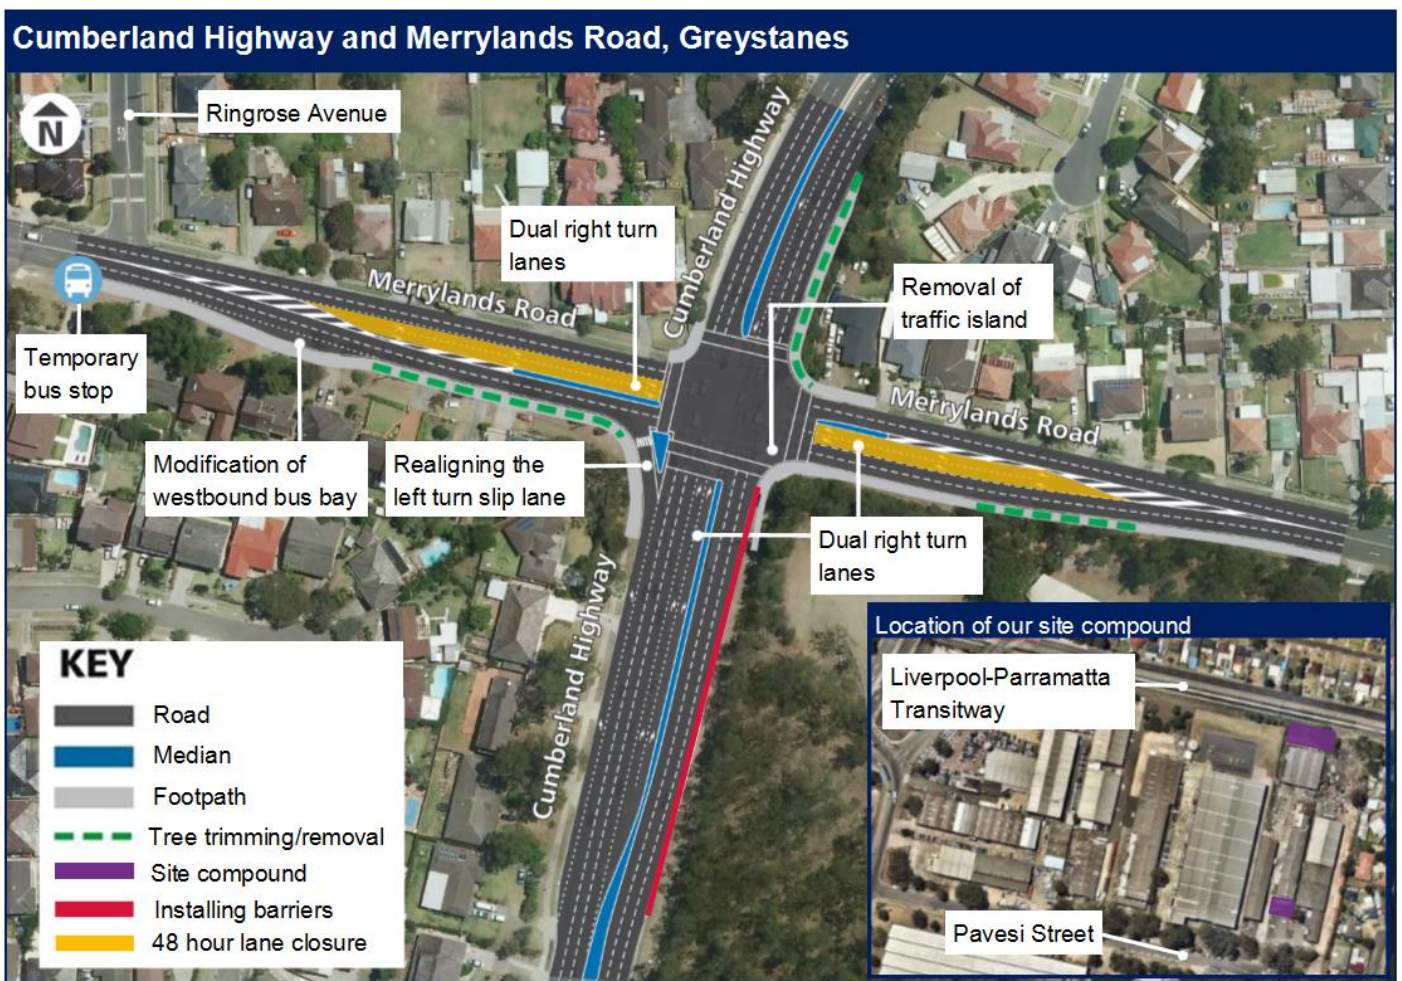 Cumberland Highway and Merrylands Road, Greystanes
N
50
Ringrose Avenue
Dual right turn
lanes
Cumberland Highway
Merrylands Road
Removal of
traffic island
Temporary
bus stop
Merrylands Road
Modification of
westbound bus bay
Realigning the
left turn slip lane
Dual right turn
lanes
Cumberland Highway
KEY
Road
Median
Footpath
Tree trimming/removal
Site compound
Installing barriers
48 hour lane closure
Location of our site compound
Liverpool-Parramatta
Transitway
Pavesi Street